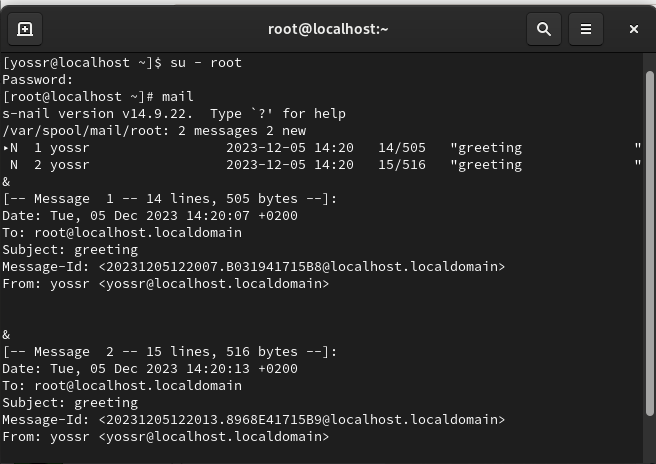 root@localhost:~
[yossr@localhost ~]$ su - root
Password:
[root@localhost ~]# mail
s-nail version v14.9.22.  Type `?' for help
/var/spool/mail/root: 2 messages 2 new
▸N  1 yossr                 2023-12-05 14:20   14/505   "greeting              "
 N  2 yossr                 2023-12-05 14:20   15/516   "greeting              "
&
[-- Message  1 -- 14 lines, 505 bytes --]:
Date: Tue, 05 Dec 2023 14:20:07 +0200
To: root@localhost.localdomain
Subject: greeting
Message-Id: <20231205122007.B031941715B8@localhost.localdomain>
From: yossr <yossr@localhost.localdomain>
&
[-- Message  2 -- 15 lines, 516 bytes --]:
Date: Tue, 05 Dec 2023 14:20:13 +0200
To: root@localhost.localdomain
Subject: greeting
Message-Id: <20231205122013.8968E41715B9@localhost.localdomain>
From: yossr <yossr@localhost.localdomain>